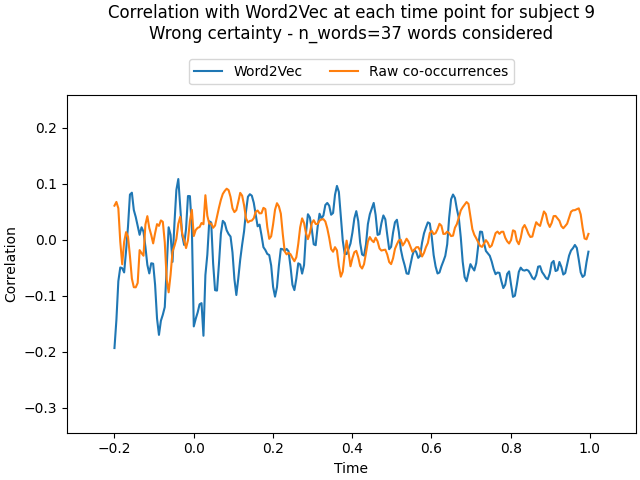 Correlation with Word2Vec at each time point for subject 9
Wrong certainty - n_words=37 words considered
Word2Vec
Raw co-occurrences
0.2
0.1
0.0
−0.1
−0.2
−0.3
Correlation
−0.2
0.0
0.2
0.4
0.6
0.8
1.0
Time